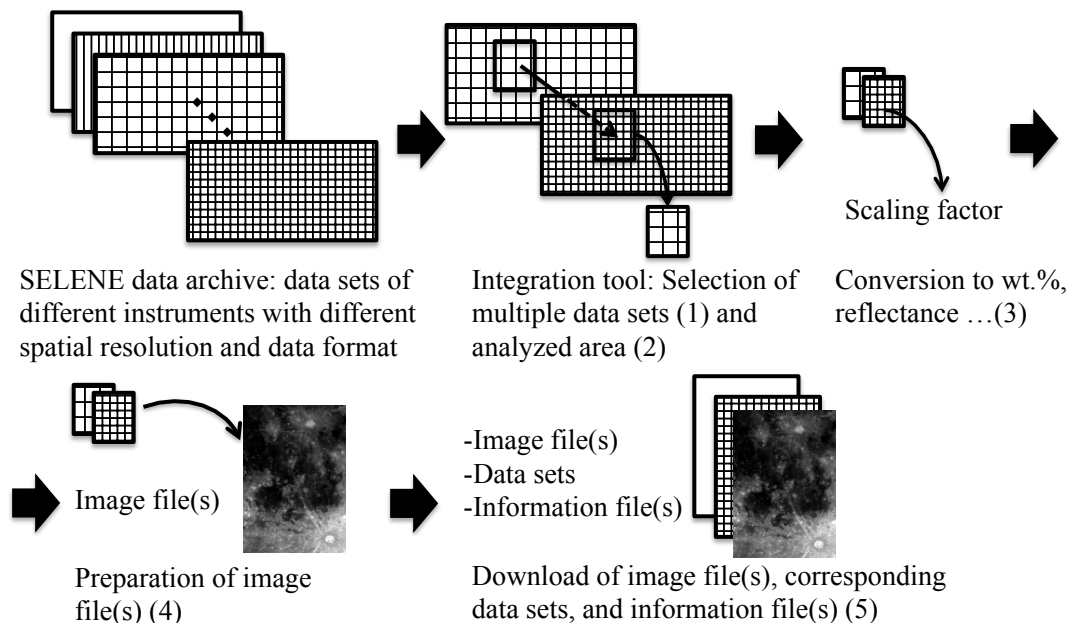 Scaling factor
SELENE data archive: data sets of
different instruments with different
spatial resolution and data format
Integration tool: Selection of
multiple data sets (1) and
analyzed area (2)
Conversion to wt.%,
reflectance …(3)
Image file(s)
Preparation of image
file(s) (4)
-Image file(s)
-Data sets
-Information file(s)
Download of image file(s), corresponding
data sets, and information file(s) (5)